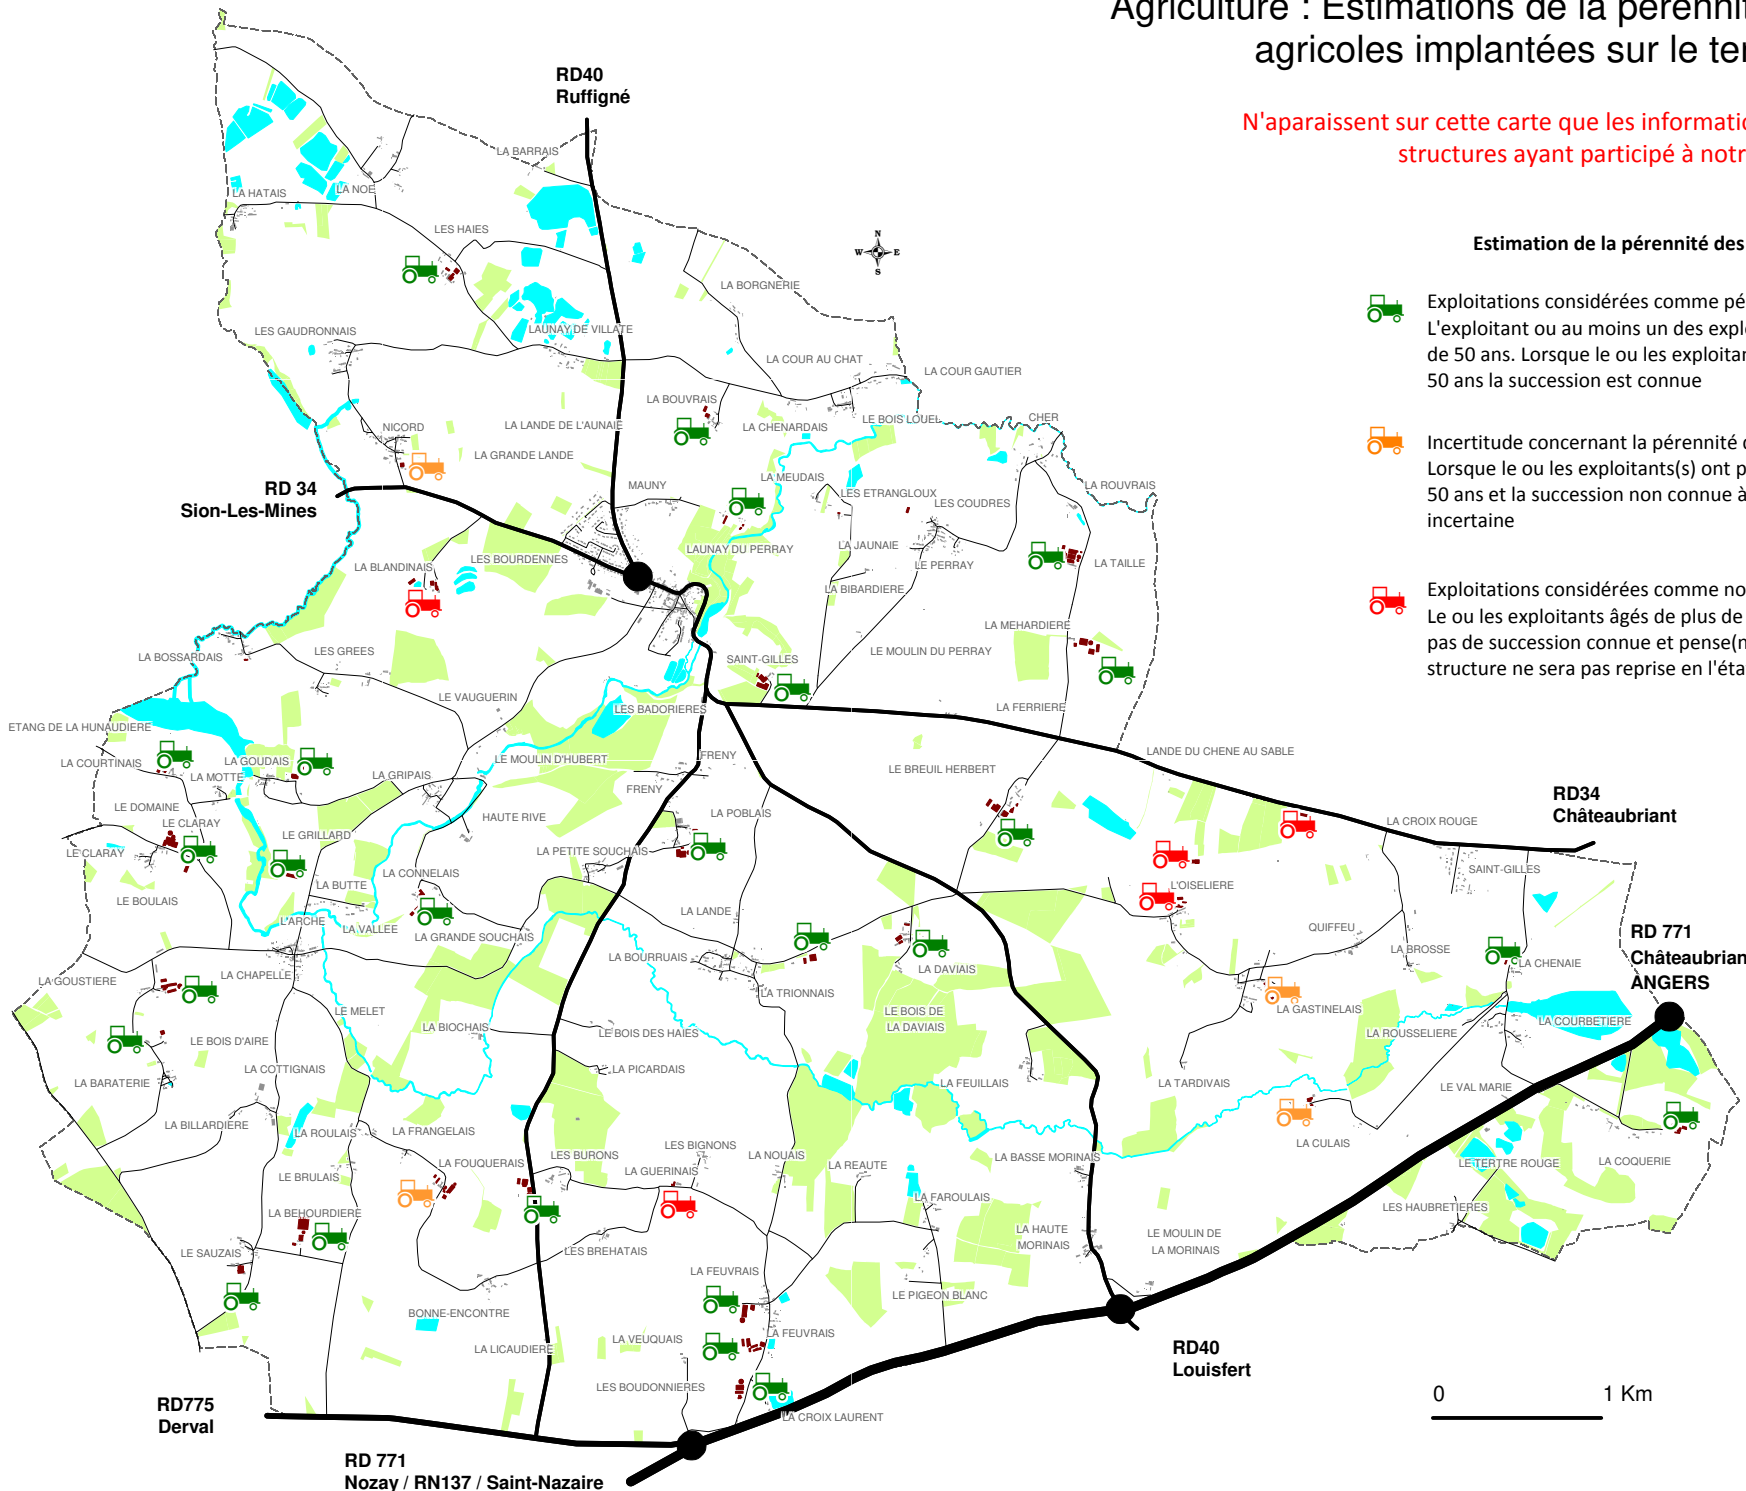 Agriculture : Estimations de la pérennit
agricoles implantées sur le ter
N'aparaissent sur cette carte que les informatio
structures ayant participé à notr
Estimation de la pérennité des
Exploitations considérées comme pé
L'exploitant ou au moins un des explo
de 50 ans. Lorsque le ou les exploitan
50 ans la succession est connue
Incertitude concernant la pérennité d
Lorsque le ou les exploitants(s) ont p
50 ans et la succession non connue à
incertaine
Exploitations considérées comme no
Le ou les exploitants âgés de plus de
pas de succession connue et pense(n
structure ne sera pas reprise en l'éta
RD40
Ruffigné
N
W E
S
LA BARRAIS
LA HATAIS
LA NOE
LES HAIES
LA BORGNERIE
LES GAUDRONNAIS
LAUNAY DE VILLATE
LA COUR AU CHAT
LA COUR GAUTIER
LA BOUVRAIS
LE BOIS LOUEL
CHER
NICORD
LA LANDE DE L'AUNAIE
LA CHENARDAIS
LA GRANDE LANDE
LA MEUDAIS
RD 34
Sion-Les-Mines
MAUNY
LES ETRANGLOUX
LES COUDRES
LA ROUVRAIS
LES BOURDENNES
LAUNAY DU PERRAY
LA JAUNAIE
LE PERRAY
LA TAILLE
LA BLANDINAIS
LA BIBARDIERE
LA MEHARDIERE
LA BOSSARDAIS
LES GREES
SAINT-GILLES
LE MOULIN DU PERRAY
LE VAUGUERIN
LES BADORIERES
LA FERRIERE
ETANG DE LA HUNAUDIERE
LA COURTINAIS
LA GOUDAIS
LA MOTTE
LA GRIPAIS
LE MOULIN D'HUBERT
FRENY
LE BREUIL HERBERT
LANDE DU CHENE AU SABLE
FRENY
LE DOMAINE
LE CLARAY
HAUTE RIVE
LA POBLAIS
RD34
Châteaubriant
LA CROIX ROUGE
LE GRILLARD
LE CLARAY
LA PETITE SOUCHAIS
LA CONNELAIS
LA BUTTE
L'OISELIERE
SAINT-GILLES
LE BOULAIS
L'ARCHE
LA VALLEE
LA LANDE
LA GRANDE SOUCHAIS
QUIFFEU
LA BROSSE
RD 771
Châteaubrian
ANGERS
LA BOURRUAIS
LA DAVIAIS
LA CHENAIE
LA GOUSTIERE
LA CHAPELLE
LA TRIONNAIS
LE MELET
LA BIOCHAIS
LE BOIS DES HAIES
LE BOIS DE
LA DAVIAIS
LA GASTINELAIS
LA ROUSSELIERE
LA COURBETIERE
LE BOIS D'AIRE
LA BARATERIE
LA COTTIGNAIS
LA PICARDAIS
LA FEUILLAIS
LA TARDIVAIS
LE VAL MARIE
LA BILLARDIERE
LA ROULAIS
LA FRANGELAIS
LA CULAIS
LES BURONS
LES BIGNONS
LA NOUAIS
LA REAUTE
LA BASSE MORINAIS
LA FOUQUERAIS
LA GUERINAIS
LE TERTRE ROUGE
LA COQUERIE
LE BRULAIS
LA FAROULAIS
LA BEHOURDIERE
LES HAUBRETIERES
LA HAUTE
MORINAIS
LE MOULIN DE
LA MORINAIS
LE SAUZAIS
LES BREHATAIS
LA FEUVRAIS
LE PIGEON BLANC
BONNE-ENCONTRE
LA FEUVRAIS
LA VEUQUAIS
LA LICAUDIERE
RD40
Louisfert
LES BOUDONNIERES
LA CROIX LAURENT
RD775
Derval
0 1 Km
RD 771
Nozay / RN137 / Saint-Nazaire